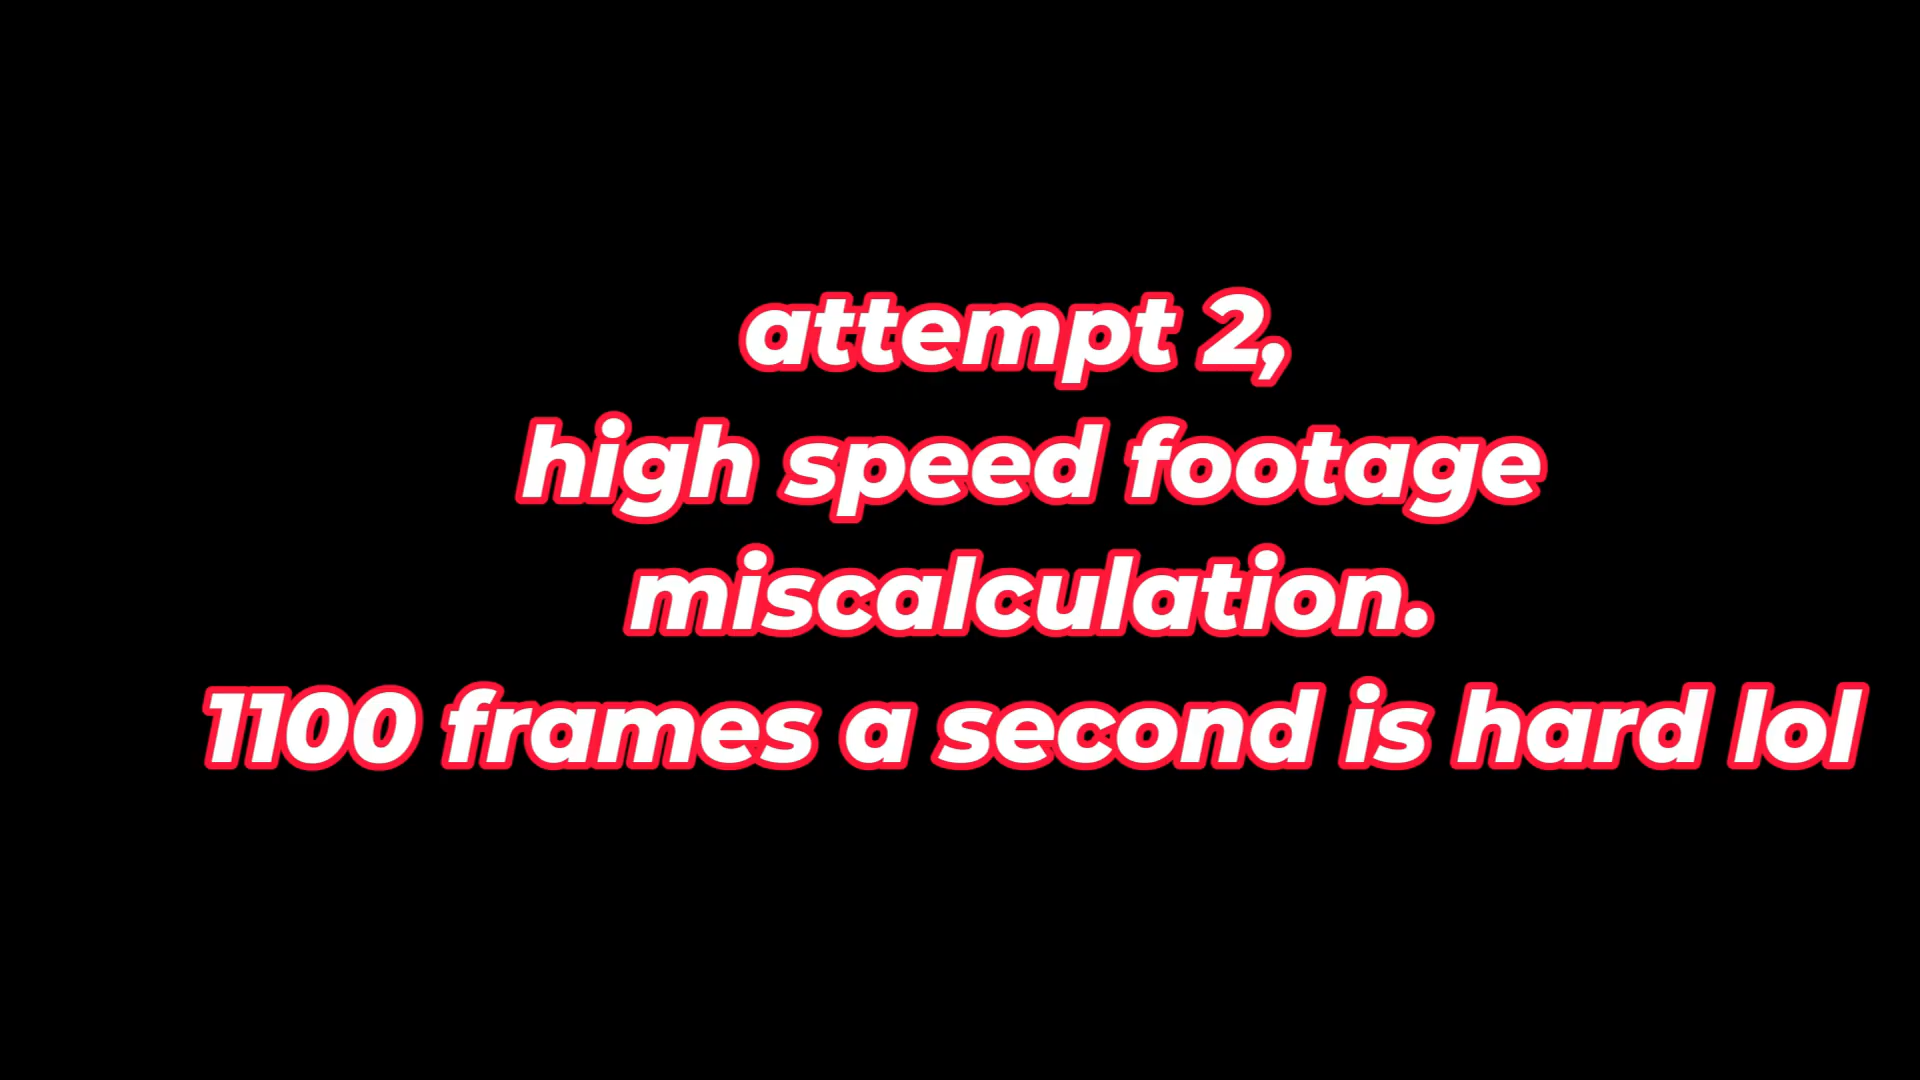 attempt 2,
high speed footage
miscalculation.
1100 frames a second is hard lol